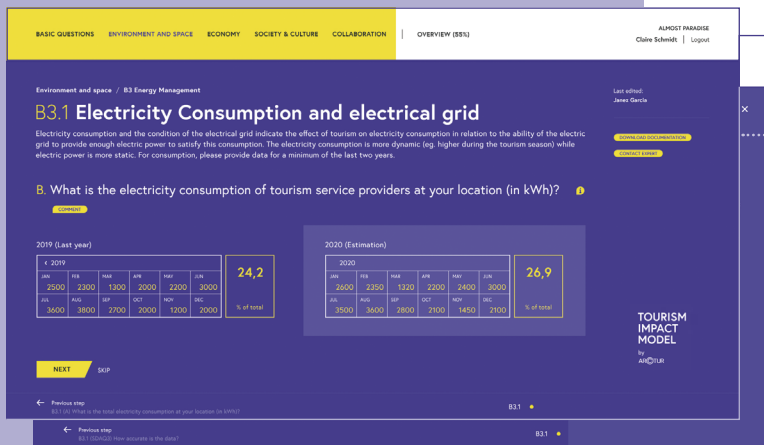 BASIC QUESTIONS ENVIRONMENT AND SPACE ECONOMY SOCIETY & CULTURE COLLABORATION | OVERVIEW (55%)
ALMOST PARADISE
Claire Schmidt | Logout
Environment and space / B3 Energy Management
Last edited:
Janes Garcia
B3.1 Electricity Consumption and electrical grid
Electricity consumption and the condition of the electrical grid indicate the effect of tourism on electricity consumption in relation to the ability of the electric
grid to provide enough electric power to satisfy this consumption. The electricity consumption is more dynamic (eg. higher during the tourism season) while
electric power is more static. For consumption, please provide data for a minimum of the last two years.
DOWNLOAD DOCUMENTATION
CONTACT EXPERT
B. What is the electricity consumption of tourism service providers at your location (in kWh)?
COMMENT
2019 (Last year)
‹ 2019
JAN FEB MAR APR MAY JUN
2500 2300 1300 2000 2200 3000
JUL AUG SEP OCT NOV DEC
3600 3800 2700 2000 1200 2000
24,2
% of total
2020 (Estimation)
2020
JAN FEB MAR APR MAY JUN
2600 2350 1320 2200 2400 3000
JUL AUG SEP OCT NOV DEC
3500 3600 2800 2100 1450 2100
26,9
% of total
TOURISM
IMPACT
MODEL
by
ARCTUR
NEXT SKIP
Previous step
B3.1 (A) What is the total electricity consumption at your location (in kWh)?
B3.1
Previous step
B3.1 (SDAQ3) How accurate is the data?
B3.1